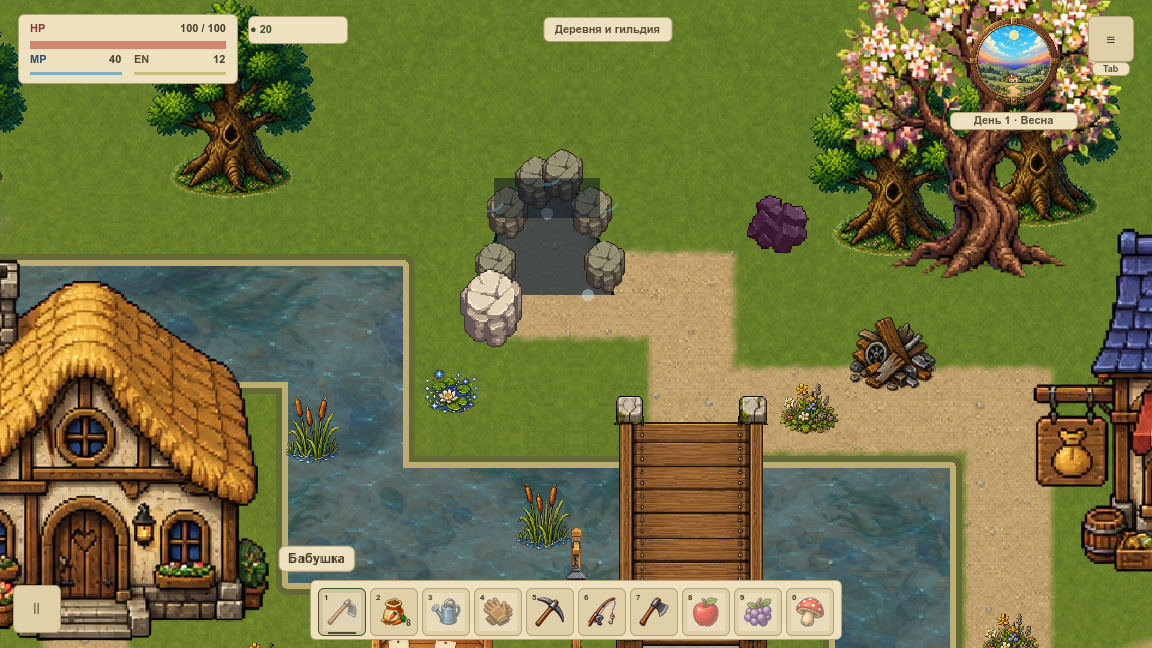 HP 100 / 100
MP 40 EN 12
20
Деревня и гильдия
≡
Tab
День 1 · Весна
Бабушка
II
1 2 3 4 5 6 7 8 9 0
8